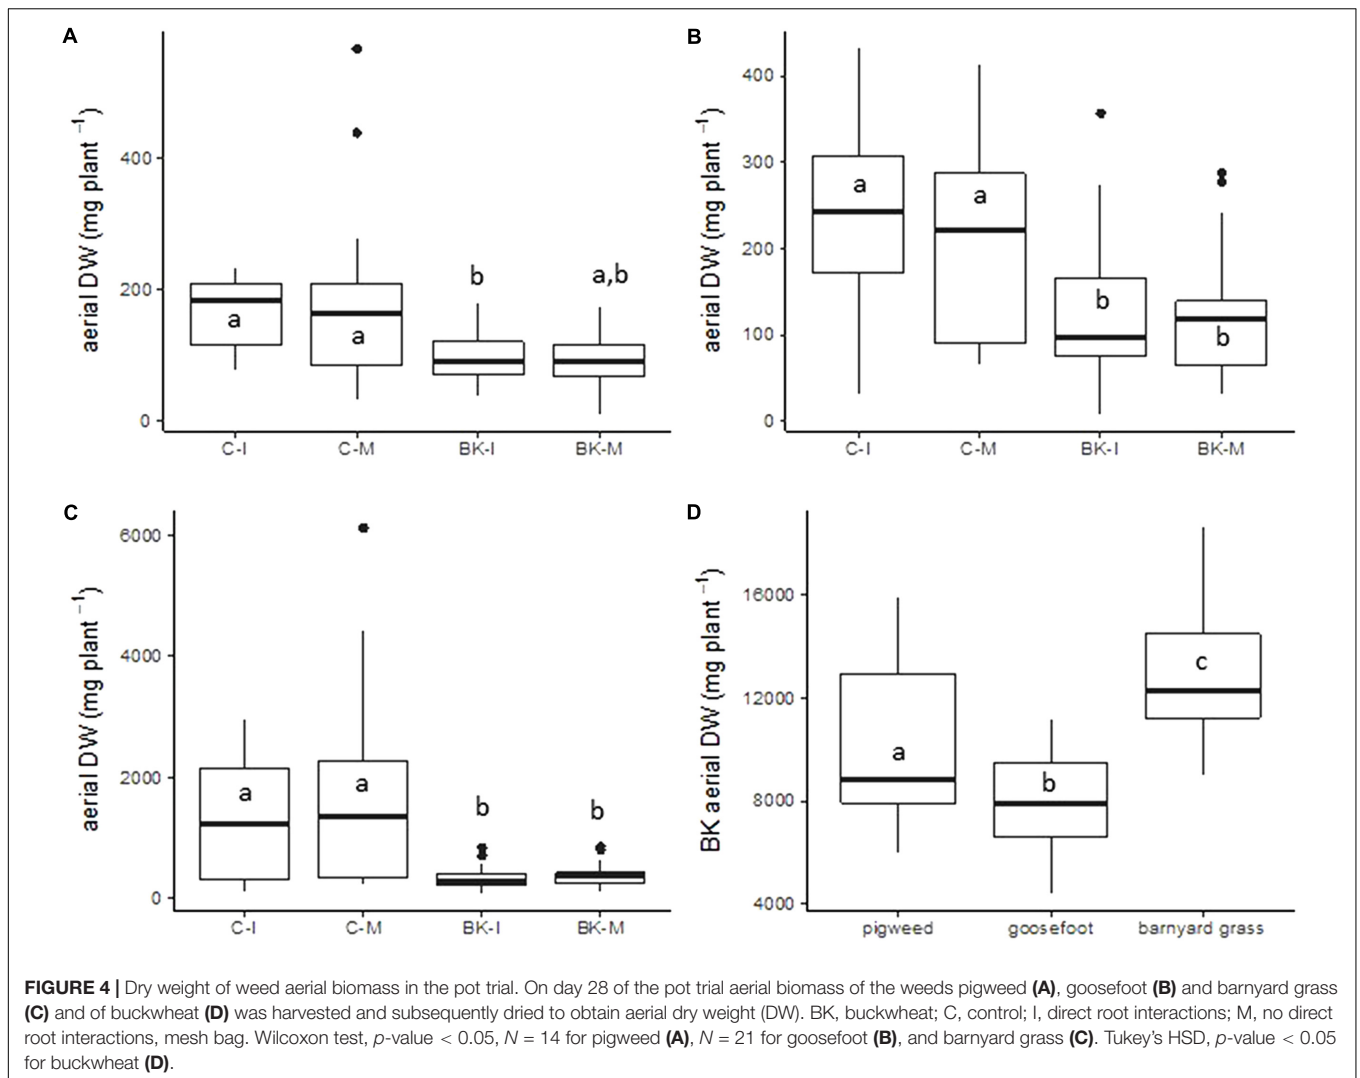 A
aerial DW (mg plant −1)
400
200
0
a
a
b
a,b
C-I
C-M
BK-I
BK-M
B
aerial DW (mg plant −1)
400
300
200
100
0
a
a
b
b
C-I
C-M
BK-I
BK-M
C
aerial DW (mg plant −1)
6000
4000
2000
0
a
a
b
b
C-I
C-M
BK-I
BK-M
D
BK aerial DW (mg plant −1)
16000
12000
8000
4000
a
b
c
pigweed
goosefoot
barnyard grass
FIGURE 4 | Dry weight of weed aerial biomass in the pot trial. On day 28 of the pot trial aerial biomass of the weeds pigweed (A), goosefoot (B) and barnyard grass
(C) and of buckwheat (D) was harvested and subsequently dried to obtain aerial dry weight (DW). BK, buckwheat; C, control; I, direct root interactions; M, no direct
root interactions, mesh bag. Wilcoxon test, p-value < 0.05, N = 14 for pigweed (A), N = 21 for goosefoot (B), and barnyard grass (C). Tukey's HSD, p-value < 0.05
for buckwheat (D).